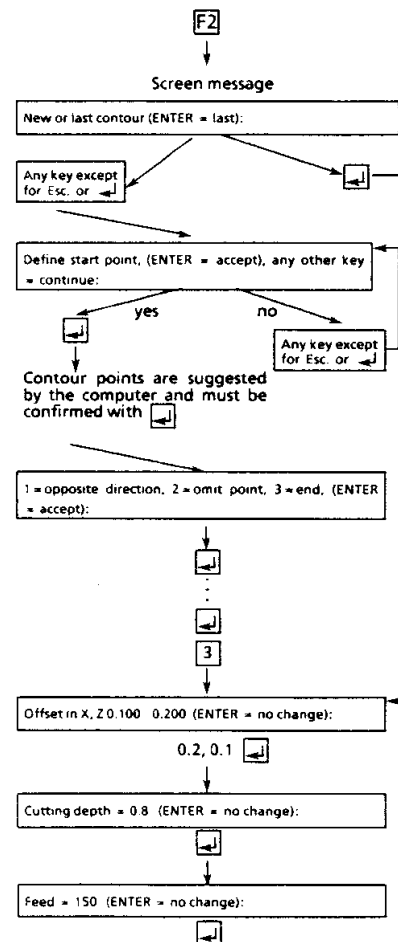 F2
Screen message
New or last contour (ENTER = last):
Any key except
for Esc. or
Define start point, (ENTER = accept), any other key
= continue:
yes
no
Any key except
for Esc. or
Contour points are suggested
by the computer and must be
confirmed with
1 = opposite direction, 2 = omit point, 3 = end, (ENTER
= accept):
3
Offset in X, Z 0.100 0.200 (ENTER = no change):
0.2, 0.1
Cutting depth = 0.8 (ENTER = no change):
Feed = 150 (ENTER = no change):